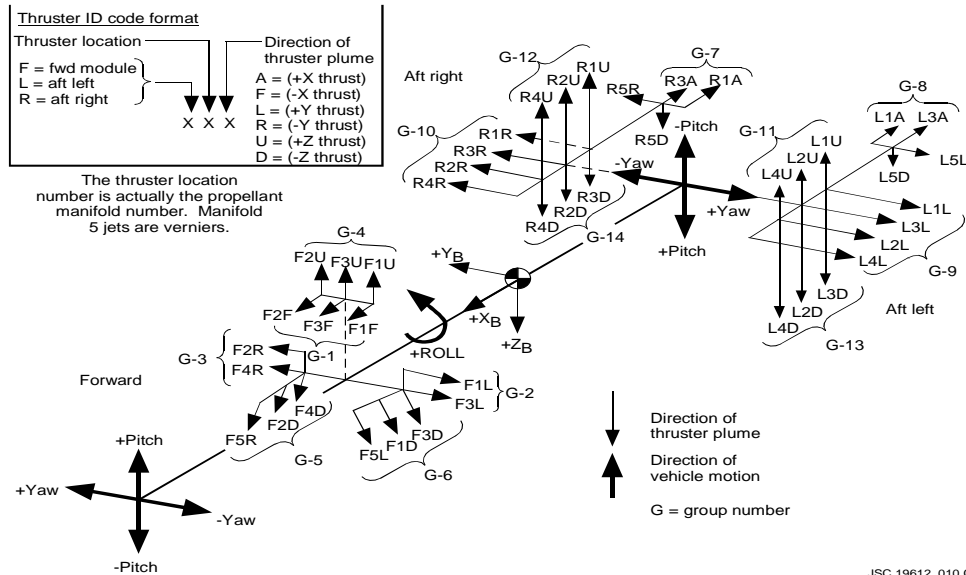 Thruster ID code format
Thruster location
Direction of
thruster plume
F = fwd module
L = aft left
R = aft right
A = (+X thrust)
F = (-X thrust)
L = (+Y thrust)
R = (-Y thrust)
U = (+Z thrust)
D = (-Z thrust)
X X X
The thruster location
number is actually the propellant
manifold number. Manifold
5 jets are verniers.
Aft right
G-12
R4U R2U R1U
G-7
R5R R3A R1A
R5D
G-10
R1R
R3R
R2R
R4R
R4D R2D R3D
G-14
-Pitch
-Yaw
+Yaw
+Pitch
G-8
L1A L3A
L5L
L5D
G-11
L4U L2U L1U
L1L
L3L
L2L
L4L
G-9
L4D L2D L3D
G-13
Aft left
+YB
+XB
+ZB
+ROLL
G-4
F2U F3U F1U
F2F F3F F1F
G-1
G-3
F2R
F4R
Forward
F5R F2D F4D
G-5
F1L
F3L
G-2
F5L F1D F3D
G-6
+Pitch
+Yaw
-Yaw
-Pitch
Direction of
thruster plume
Direction of
vehicle motion
G = group number